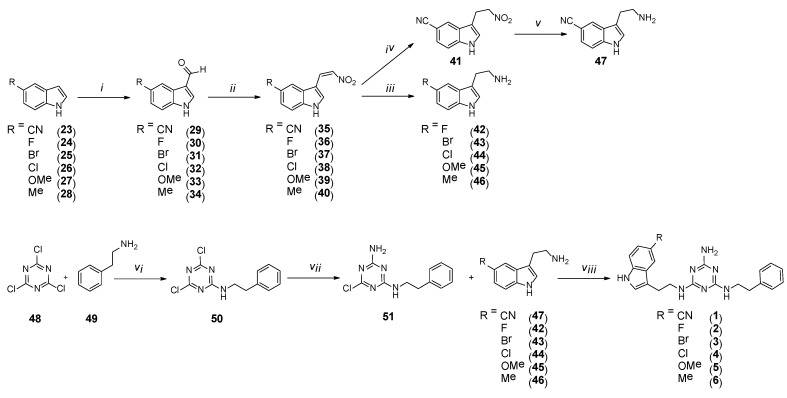 NC NO₂ NC NH₂
N H N H
iv v
41 47
R R O H R NO₂ R NH₂
i ii iii
N H N H N H N H
R = CN (23) R = CN (29) R = CN (35) R = F (42)
F (24) F (30) F (36) Br (43)
Br (25) Br (31) Br (37) Cl (44)
Cl (26) Cl (32) Cl (38) OMe (45)
OMe (27) OMe (33) OMe (39) Me (46)
Me (28) Me (34) Me (40)
Cl NH₂ Cl NH₂ R NH₂ R NH₂
N N + vi N N vii N N + viii N N
Cl N Cl Cl N N H Cl N N H N H HN N H N N H
48 49 50 51
R = CN (47) R = CN (1)
F (42) F (2)
Br (43) Br (3)
Cl (44) Cl (4)
OMe (45) OMe (5)
Me (46) Me (6)